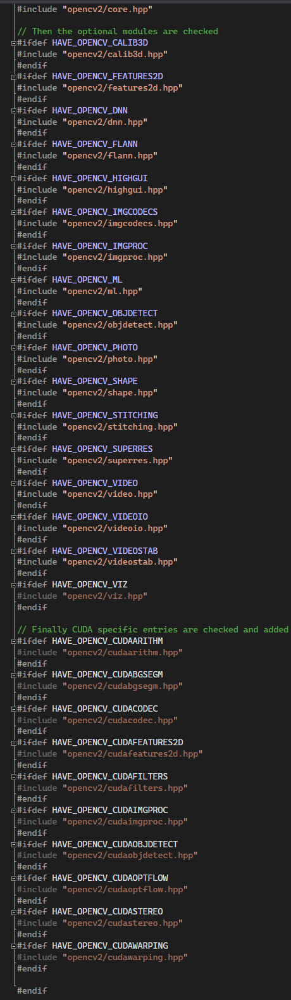 #include "opencv2/core.hpp"
// Then the optional modules are checked
#ifdef HAVE_OPENCV_CALIB3D
#include "opencv2/calib3d.hpp"
#endif
#ifdef HAVE_OPENCV_FEATURES2D
#include "opencv2/features2d.hpp"
#endif
#ifdef HAVE_OPENCV_DNN
#include "opencv2/dnn.hpp"
#endif
#ifdef HAVE_OPENCV_FLANN
#include "opencv2/flann.hpp"
#endif
#ifdef HAVE_OPENCV_HIGHGUI
#include "opencv2/highgui.hpp"
#endif
#ifdef HAVE_OPENCV_IMGCODECS
#include "opencv2/imgcodecs.hpp"
#endif
#ifdef HAVE_OPENCV_IMGPROC
#include "opencv2/imgproc.hpp"
#endif
#ifdef HAVE_OPENCV_ML
#include "opencv2/ml.hpp"
#endif
#ifdef HAVE_OPENCV_OBJDETECT
#include "opencv2/objdetect.hpp"
#endif
#ifdef HAVE_OPENCV_PHOTO
#include "opencv2/photo.hpp"
#endif
#ifdef HAVE_OPENCV_SHAPE
#include "opencv2/shape.hpp"
#endif
#ifdef HAVE_OPENCV_STITCHING
#include "opencv2/stitching.hpp"
#endif
#ifdef HAVE_OPENCV_SUPERRES
#include "opencv2/superres.hpp"
#endif
#ifdef HAVE_OPENCV_VIDEO
#include "opencv2/video.hpp"
#endif
#ifdef HAVE_OPENCV_VIDEOIO
#include "opencv2/videoio.hpp"
#endif
#ifdef HAVE_OPENCV_VIDEOSTAB
#include "opencv2/videostab.hpp"
#endif
#ifdef HAVE_OPENCV_VIZ
#include "opencv2/viz.hpp"
#endif
// Finally CUDA specific entries are checked and added
#ifdef HAVE_OPENCV_CUDAARITHM
#include "opencv2/cudaarithm.hpp"
#endif
#ifdef HAVE_OPENCV_CUDABGSEGM
#include "opencv2/cudabgsegm.hpp"
#endif
#ifdef HAVE_OPENCV_CUDACODEC
#include "opencv2/cudacodec.hpp"
#endif
#ifdef HAVE_OPENCV_CUDAFEATURES2D
#include "opencv2/cudafeatures2d.hpp"
#endif
#ifdef HAVE_OPENCV_CUDAFILTERS
#include "opencv2/cudafilters.hpp"
#endif
#ifdef HAVE_OPENCV_CUDAIMGPROC
#include "opencv2/cudaimgproc.hpp"
#endif
#ifdef HAVE_OPENCV_CUDAOBJDETECT
#include "opencv2/cudaobjdetect.hpp"
#endif
#ifdef HAVE_OPENCV_CUDAOPTFLOW
#include "opencv2/cudaoptflow.hpp"
#endif
#ifdef HAVE_OPENCV_CUDASTEREO
#include "opencv2/cudastereo.hpp"
#endif
#ifdef HAVE_OPENCV_CUDAWARPING
#include "opencv2/cudawarping.hpp"
#endif
#endif